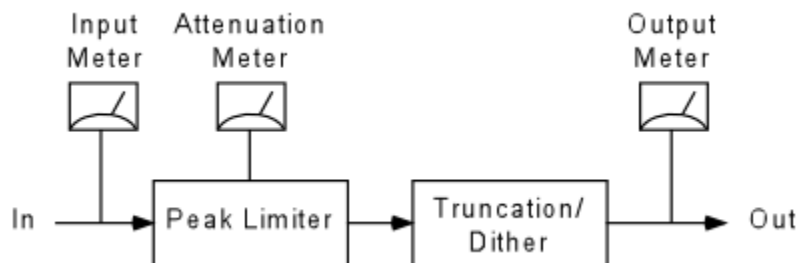 Input
Meter
Attenuation
Meter
Output
Meter
In
Peak Limiter
Truncation/
Dither
Out